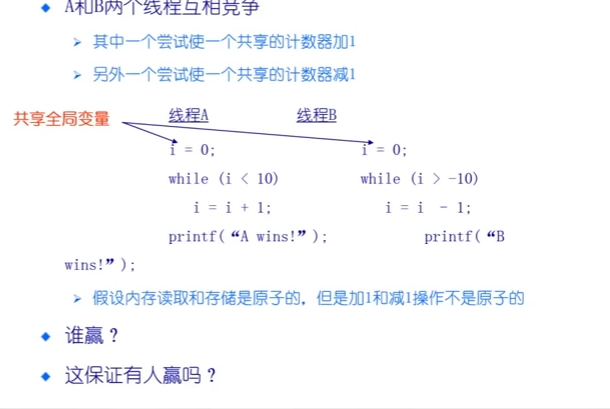 A和B两个线程互相竞争
其中一个尝试使一个共享的计数器加1
另外一个尝试使一个共享的计数器减1
共享全局变量 线程A 线程B
i = 0; i = 0;
while (i < 10) while (i > -10)
i = i + 1; i = i - 1;
printf(“A wins!”); printf(“B
wins!”);
假设内存读取和存储是原子的，但是加1和减1操作不是原子的
谁赢？
这保证有人赢吗？